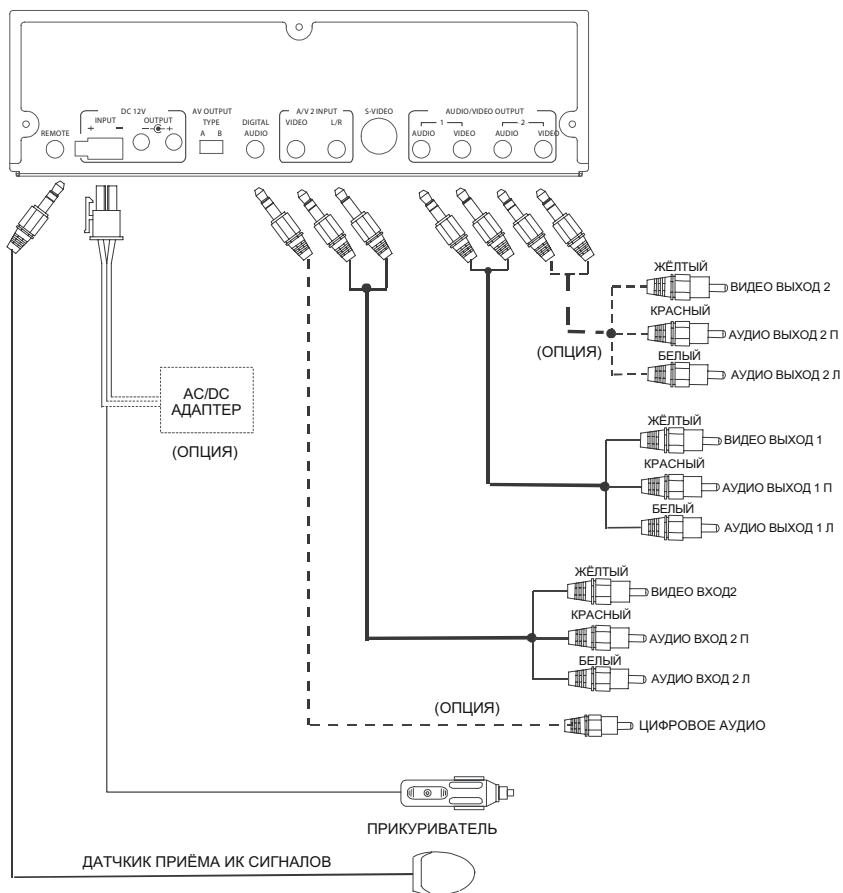 DC 12V
INPUT
OUTPUT
+ − − +
REMOTE
AV OUTPUT
TYPE
A B
DIGITAL
AUDIO
A/V 2 INPUT
VIDEO L/R
S-VIDEO
AUDIO/VIDEO OUTPUT
1 2
AUDIO VIDEO AUDIO VIDEO
ЖЁЛТЫЙ
ВИДЕО ВЫХОД 2
КРАСНЫЙ
АУДИО ВЫХОД 2 П
(ОПЦИЯ)
БЕЛЫЙ
АУДИО ВЫХОД 2 Л
AC/DC
АДАПТЕР
(ОПЦИЯ)
ЖЁЛТЫЙ
ВИДЕО ВЫХОД 1
КРАСНЫЙ
АУДИО ВЫХОД 1 П
БЕЛЫЙ
АУДИО ВЫХОД 1 Л
ЖЁЛТЫЙ
ВИДЕО ВХОД2
КРАСНЫЙ
АУДИО ВХОД 2 П
БЕЛЫЙ
АУДИО ВХОД 2 Л
(ОПЦИЯ)
ЦИФРОВОЕ АУДИО
ПРИКУРИВАТЕЛЬ
ДАТЧКИК ПРИЁМА ИК СИГНАЛОВ